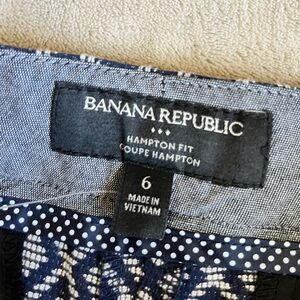 BANANA REPUBLIC
HAMPTON FIT
COUPE HAMPTON
6
MADE IN
VIETNAM